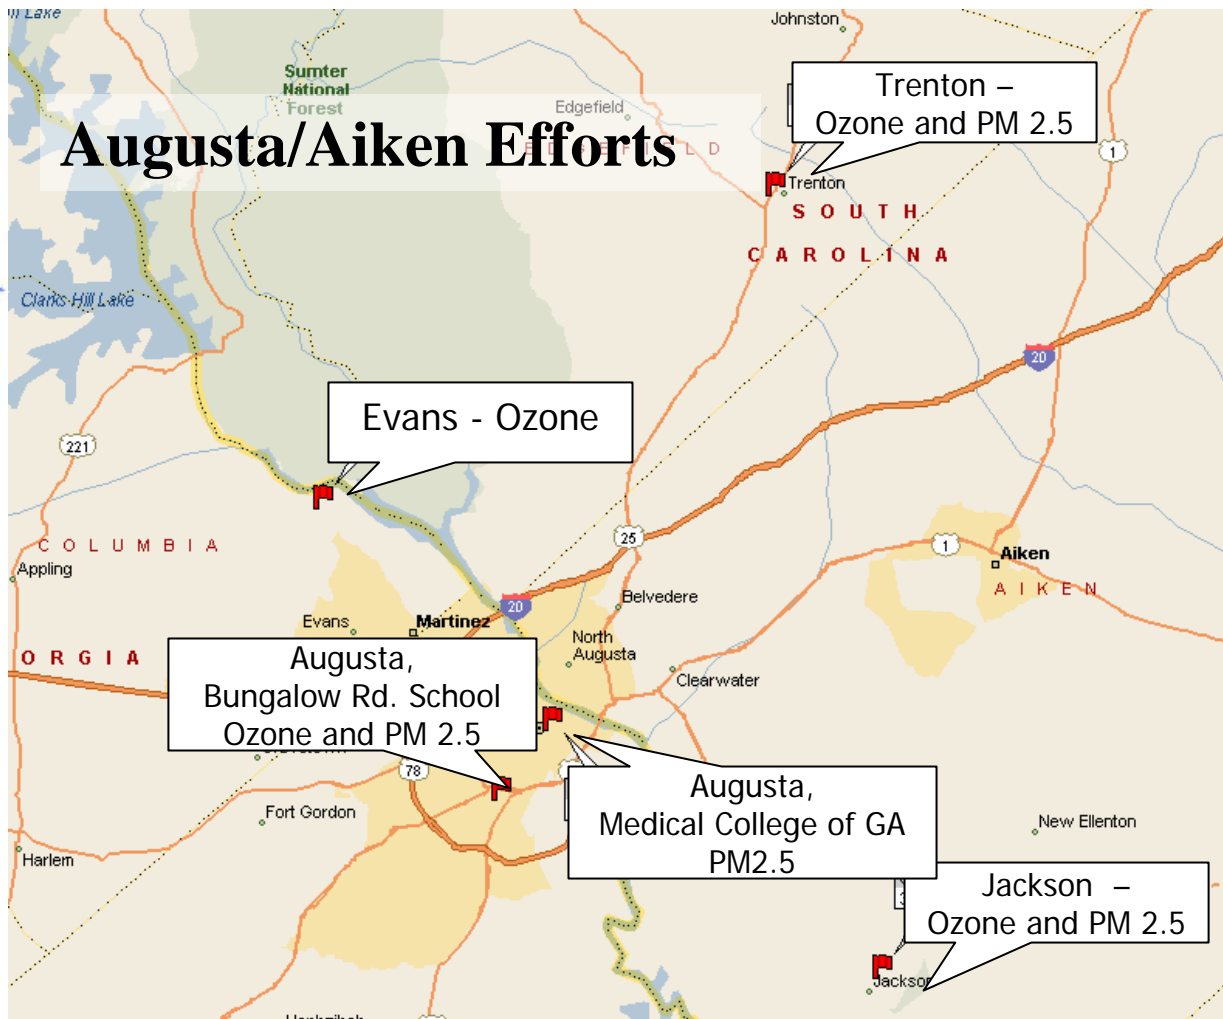 Lake
Johnston
Sumter
National
Forest
Trenton –
Ozone and PM 2.5
Edgefield
Augusta/Aiken Efforts
1
Trenton
SOUTH
CAROLINA
Clarks Hill Lake
20
Evans - Ozone
221
25
COLUMBIA
1
Aiken
Appling
AIKEN
20
Belvedere
Evans
Martinez
North
Augusta
ORGIA
Clearwater
Augusta,
Bungalow Rd. School
Ozone and PM 2.5
78
Augusta,
Medical College of GA
PM2.5
Fort Gordon
New Ellenton
Harlem
Jackson –
Ozone and PM 2.5
Jackson